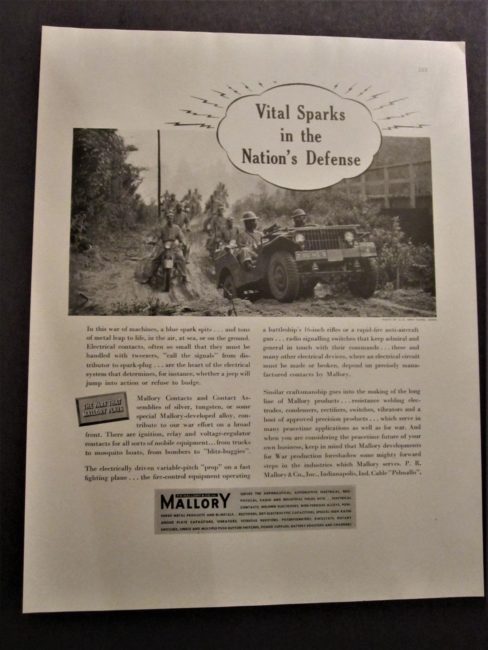 Vital Sparks
in the
Nation's Defense
In this war of machines, a blue spark spits . . . and tons
of metal leap to life, in the air, at sea, or on the ground.
Electrical contacts, often so small that they must be
handled with tweezers, "call the signals" from dis-
tributor to spark-plug . . . are the heart of the electrical
system that determines, for instance, whether a jeep will
jump into action or refuse to budge.
Mallory Contacts and Contact As-
semblies of silver, tungsten, or some
special Mallory-developed alloy, con-
tribute to our war effort on a broad
front. There are ignition, relay and voltage-regulator
contacts for all sorts of mobile equipment . . . from trucks
to mosquito boats, from bombers to "blitz-buggies".
The electrically driven variable-pitch "prop" on a fast
fighting plane . . . the fire-control equipment operating
a battleship's 16-inch rifles or a rapid-fire anti-aircraft
gun . . . radio signalling switches that keep admiral and
general in touch with their commands . . . these and
many other electrical devices, where an electrical circuit
must be made or broken, depend on precisely manu-
factured contacts by Mallory.
Similar craftsmanship goes into the making of the long
line of Mallory products . . . resistance welding elec-
trodes, condensers, rectifiers, switches, vibrators and a
host of approved precision products . . . which serve in
many peacetime applications as well as for war. And
when you are considering the peacetime future of your
own business, keep in mind that Mallory developments
for War production foreshadow some mighty forward
steps in the industries which Mallory serves. P. R.
Mallory & Co., Inc., Indianapolis, Ind. Cable "Pelmallo".
P. R. MALLORY & CO. Inc.
MALLORY
SERVES THE AERONAUTICAL, AUTOMOTIVE, ELECTRICAL,